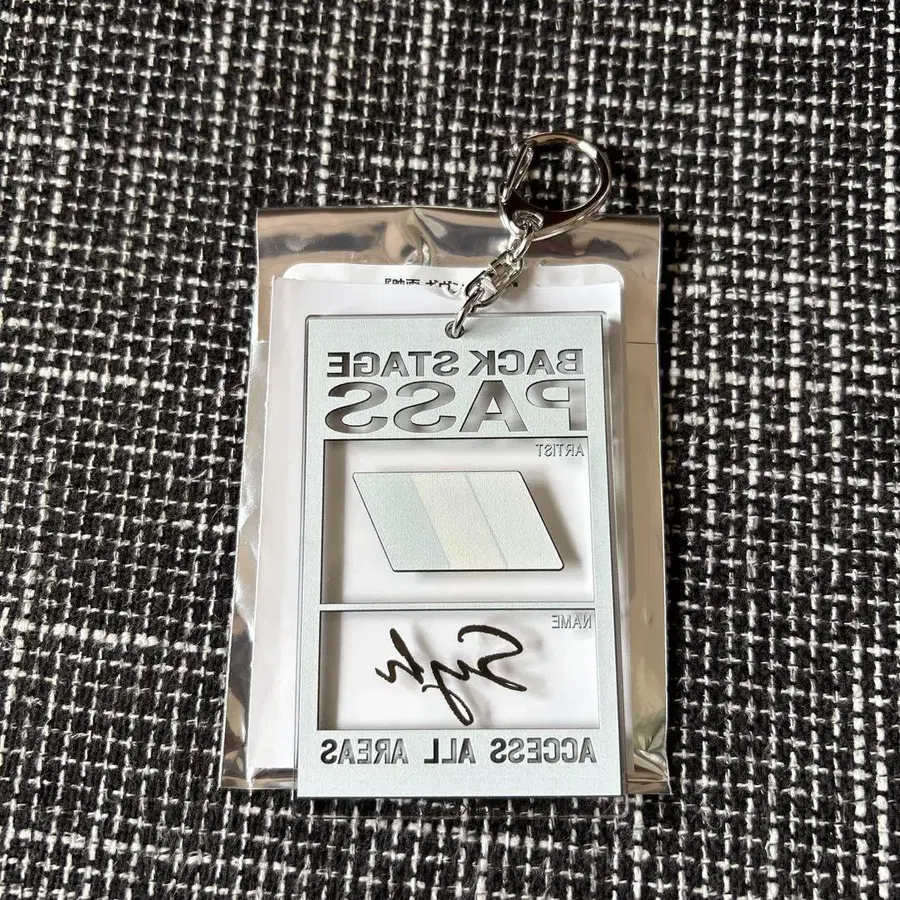 BACK STAGE
PASS
ARTIST
NAME
ACCESS ALL AREAS